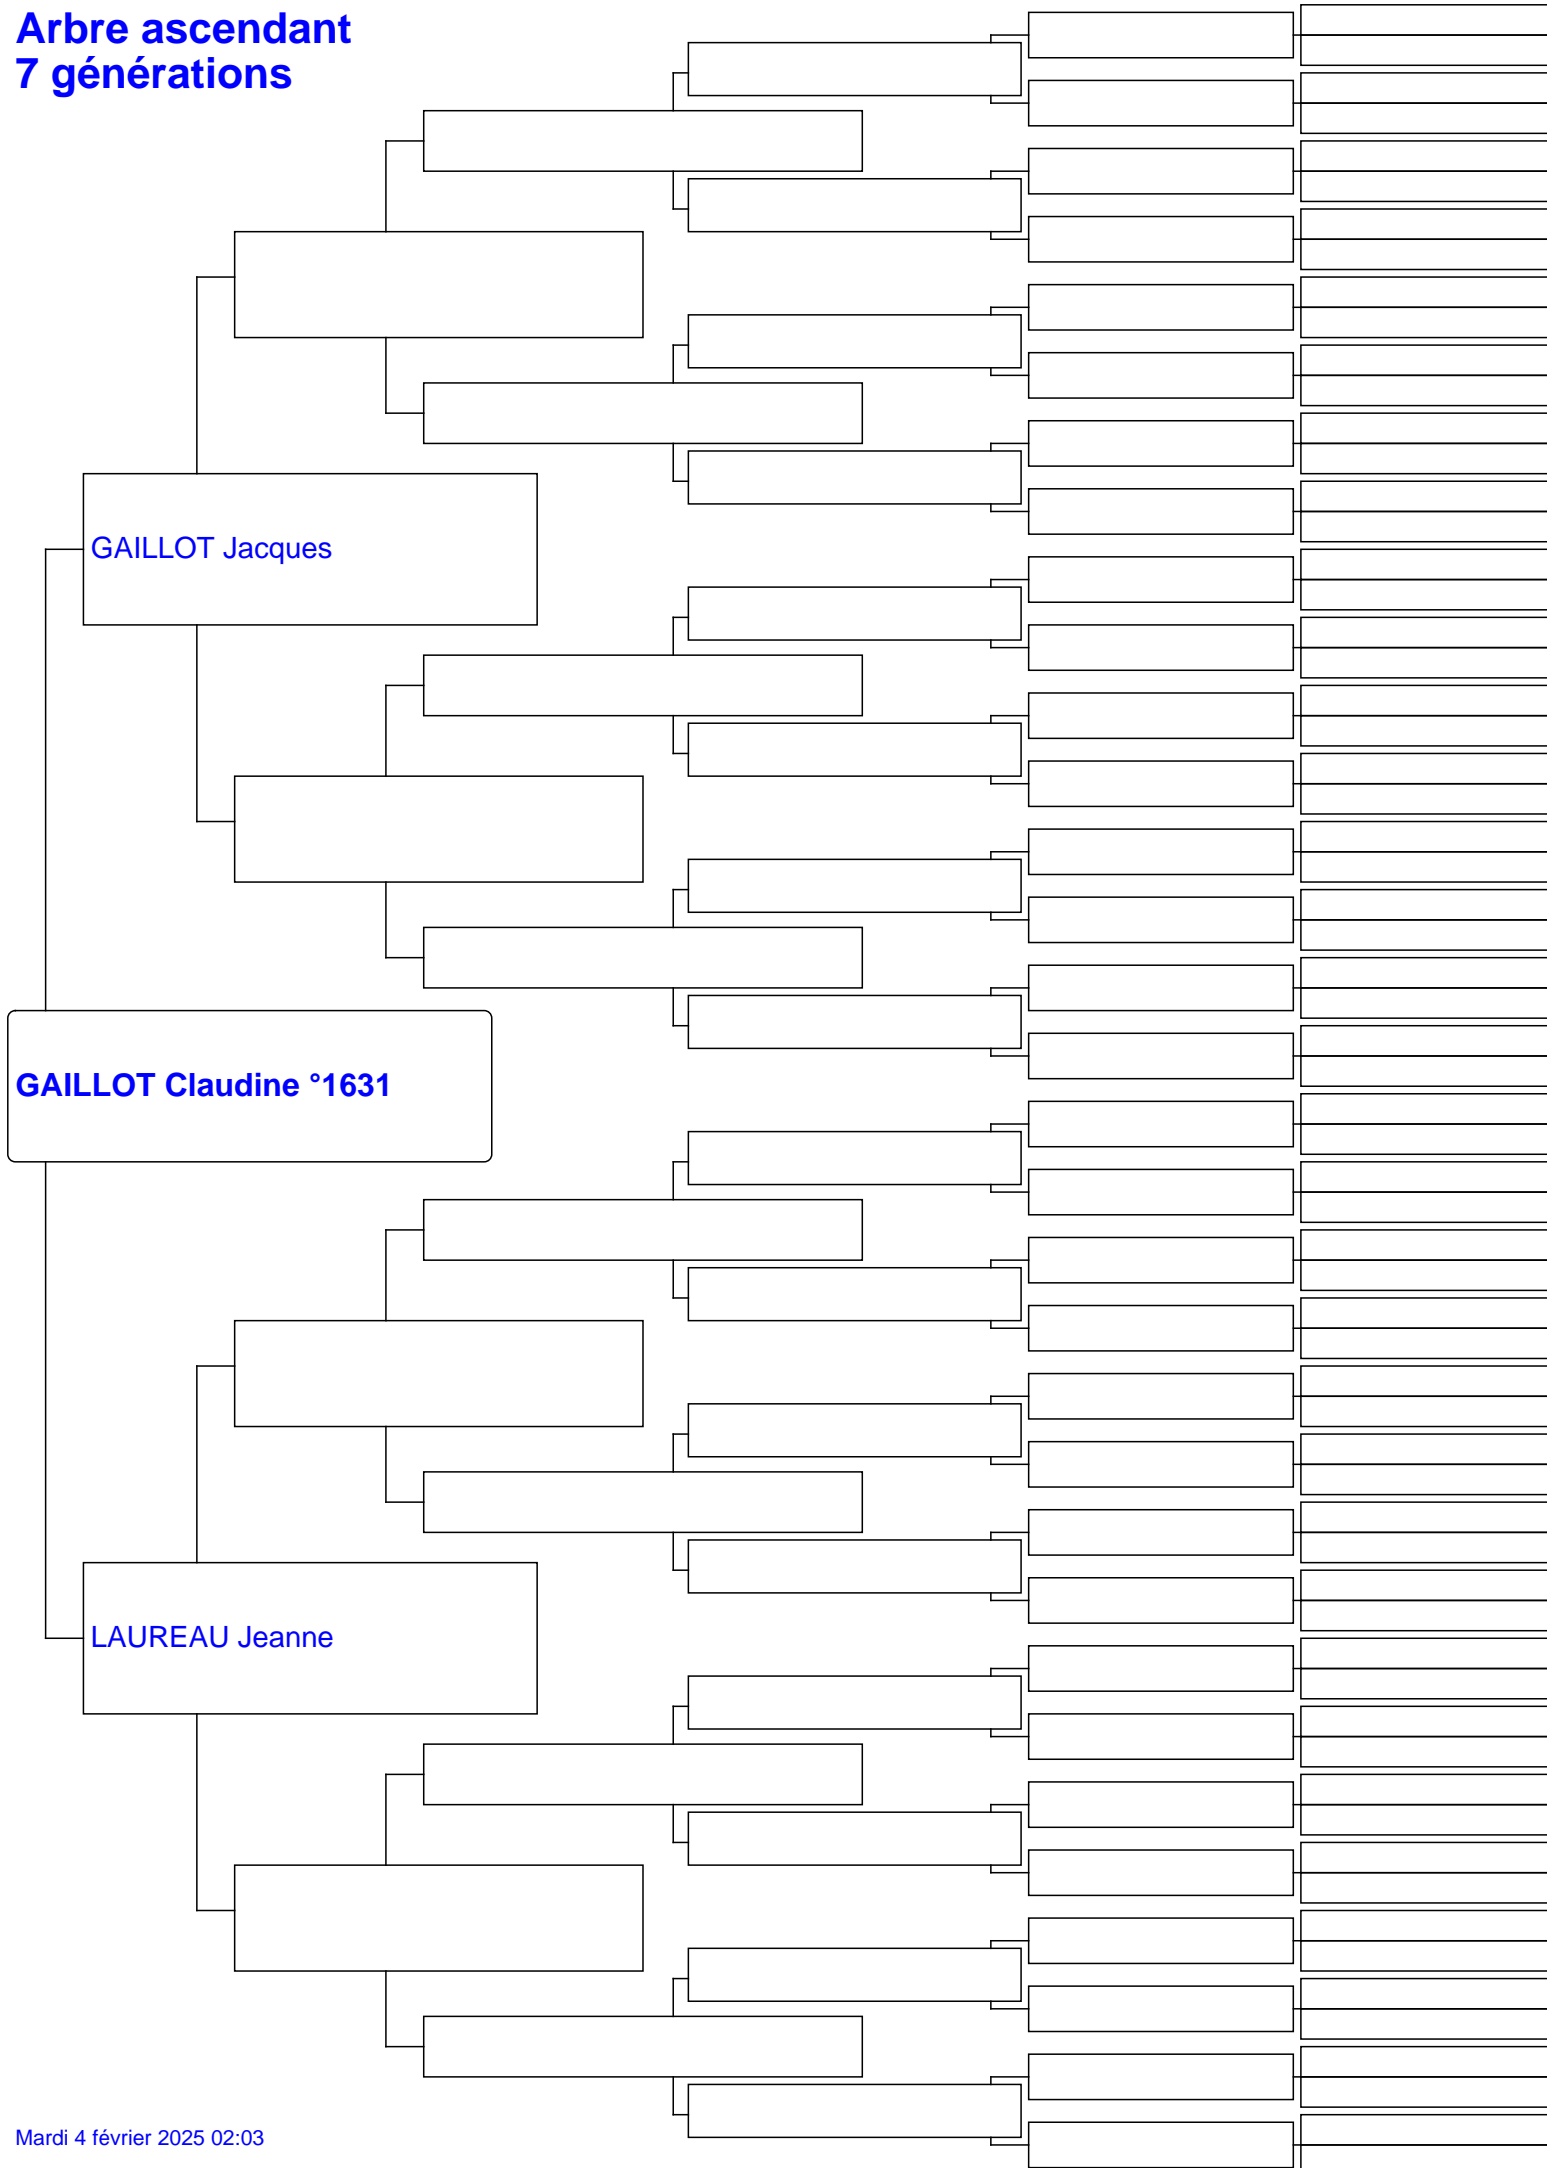 Arbre ascendant
7 générations
GAILLOT Jacques
GAILLOT Claudine °1631
LAUREAU Jeanne
Mardi 4 février 2025 02:03